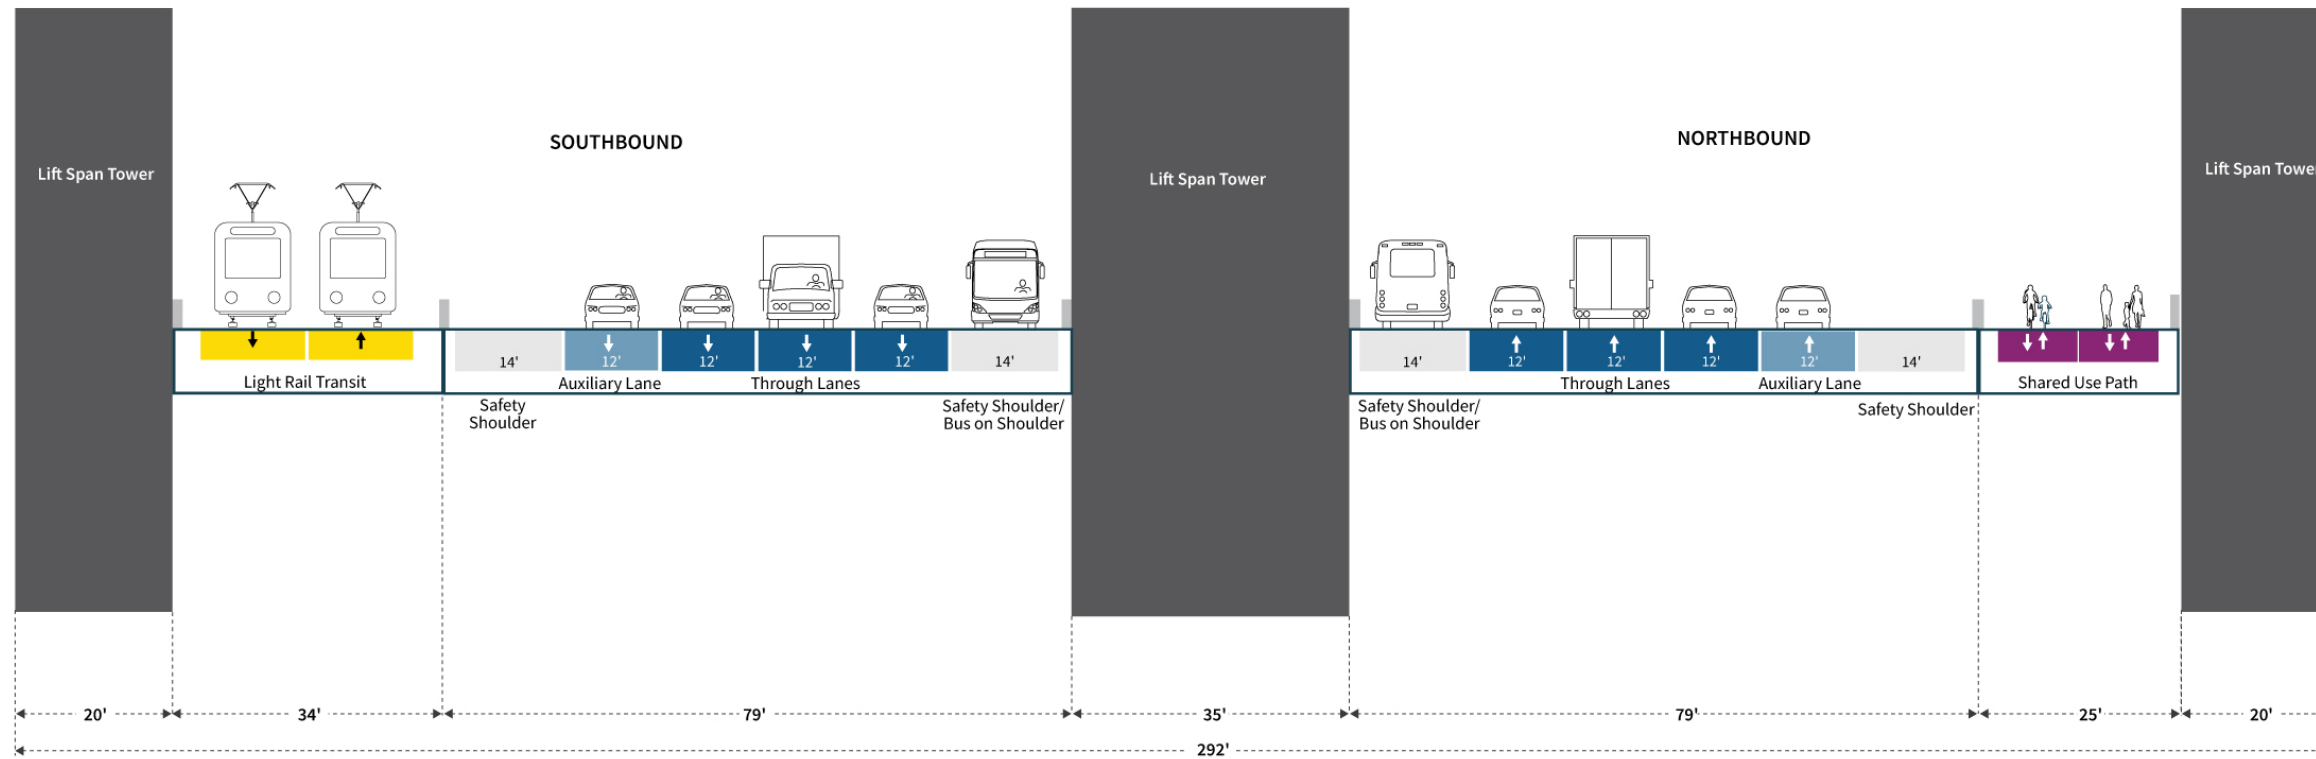 SOUTHBOUND
NORTHBOUND
Lift Span Tower
Lift Span Tower
Lift Span Tower
14'
12'
12'
12'
12'
14'
14'
12'
12'
12'
12'
14'
Light Rail Transit
Auxiliary Lane
Through Lanes
Through Lanes
Auxiliary Lane
Shared Use Path
Safety
Shoulder
Safety Shoulder/
Bus on Shoulder
Safety Shoulder/
Bus on Shoulder
Safety Shoulder
20'
34'
79'
35'
79'
25'
20'
292'